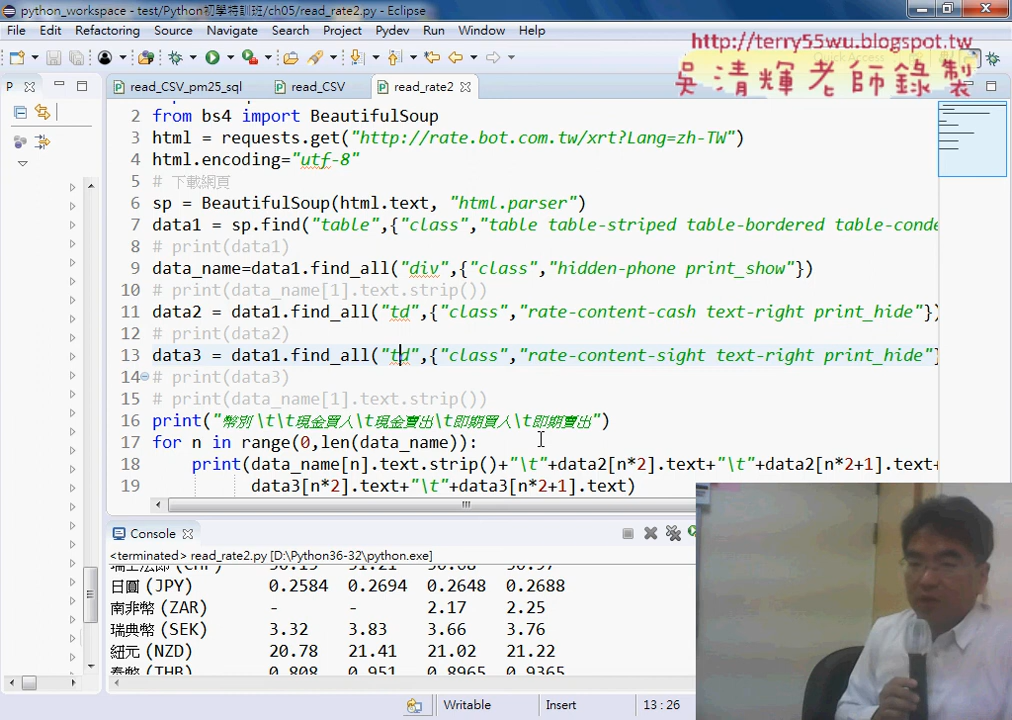 python_workspace - test/Python初學特訓班/ch05/read_rate2.py - Eclipse
File Edit Refactoring Source Navigate Search Project Pydev Run Window Help
http://terry55wu.blogspot.tw
吳清輝老師錄製
P
read_CSV_pm25_sql
read_CSV
read_rate2
2 from bs4 import BeautifulSoup
3 html = requests.get("http://rate.bot.com.tw/xrt?Lang=zh-TW")
4 html.encoding="utf-8"
5 # 下載網頁
6 sp = BeautifulSoup(html.text, "html.parser")
7 data1 = sp.find("table",{"class","table table-striped table-bordered table-conde
8 # print(data1)
9 data_name=data1.find_all("div",{"class","hidden-phone print_show"})
10 # print(data_name[1].text.strip())
11 data2 = data1.find_all("td",{"class","rate-content-cash text-right print_hide"})
12 # print(data2)
13 data3 = data1.find_all("td",{"class","rate-content-sight text-right print_hide"}
14 # print(data3)
15 # print(data_name[1].text.strip())
16 print("幣別\t\t現金買入\t現金賣出\t即期買入\t即期賣出")
17 for n in range(0,len(data_name)):
18 print(data_name[n].text.strip()+"\t"+data2[n*2].text+"\t"+data2[n*2+1].text+
19 data3[n*2].text+"\t"+data3[n*2+1].text)
Console
<terminated> read_rate2.py [D:\Python36-32\python.exe]
日圓 (JPY) 0.2584 0.2694 0.2648 0.2688
南非幣 (ZAR) - - 2.17 2.25
瑞典幣 (SEK) 3.32 3.83 3.66 3.76
紐元 (NZD) 20.78 21.41 21.02 21.22
泰幣 (THB) 0.808 0.951 0.8965 0.9365
Writable Insert 13 : 26